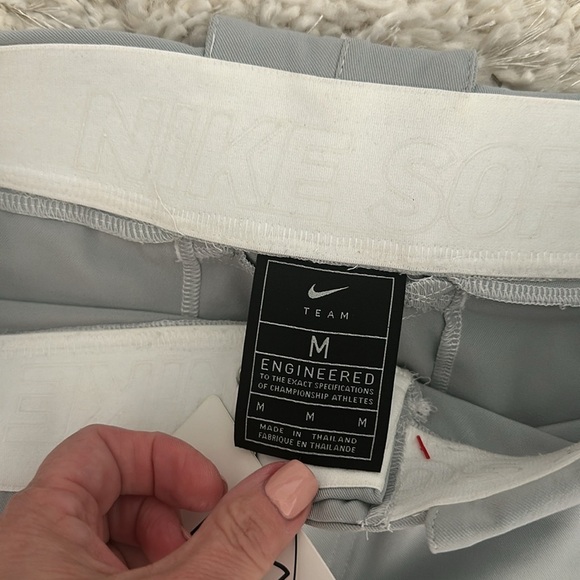 NIKE SOF
TEAM
M
ENGINEERED
TO THE EXACT SPECIFICATIONS
OF CHAMPIONSHIP ATHLETES
M M M
MADE IN THAILAND
FABRIQUE EN THAILANDE